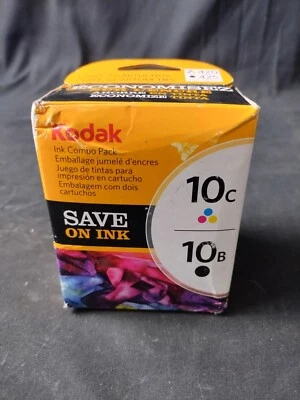 ÉCONOMISEZ
Kodak
Ink Combo Pack
Emballage jumelé d'encres
Juego de tintas para
impresión en cartucho
Embalagem com dois
cartuchos
SAVE
ON INK
10C
10B